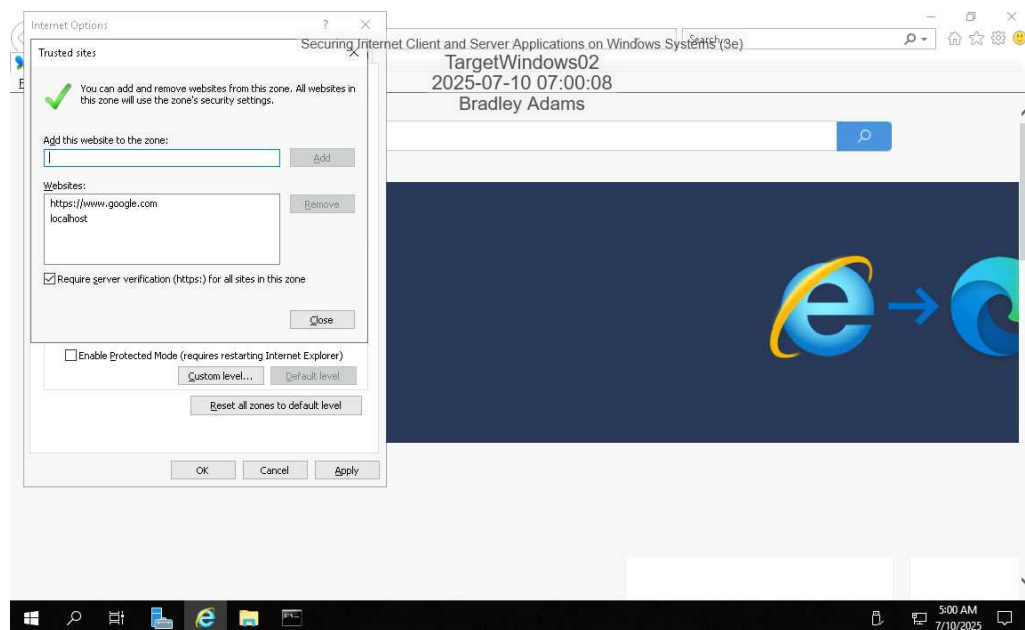 Internet Options
?
Securing Internet Client and Server Applications on Windows Systems (3e)
Search...
Trusted sites
TargetWindows02
2025-07-10 07:00:08
Bradley Adams
You can add and remove websites from this zone. All websites in
this zone will use the zone's security settings.
Add this website to the zone:
Add
Websites:
https://www.google.com
localhost
Remove
Require server verification (https:) for all sites in this zone
Close
Enable Protected Mode (requires restarting Internet Explorer)
Custom level...
Default level
Reset all zones to default level
OK
Cancel
Apply
5:00 AM
7/10/2025